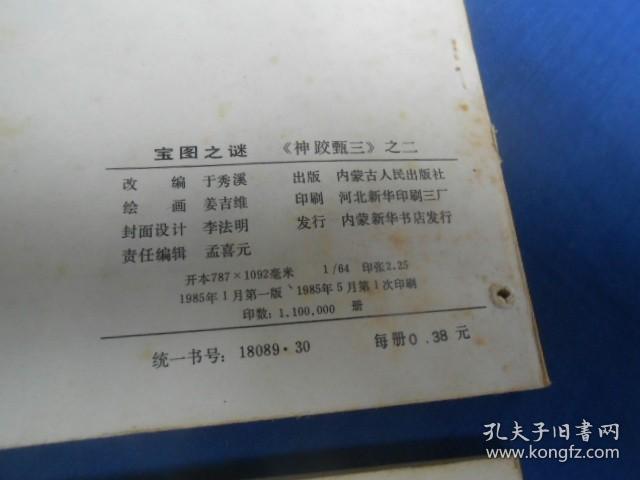 宝图之谜 《神跤甄三》之二
改 编 于秀溪 出版 内蒙古人民出版社
绘 画 姜吉维 印刷 河北新华印刷三厂
封面设计 李法明 发行 内蒙新华书店发行
责任编辑 孟喜元
开本787×1092毫米 1/64 印张2.25
1985年1月第一版 1985年5月第1次印刷
印数:1,100,000 册
统一书号:18089·30 每册0.38元
孔夫子旧书网
www.kongfz.com